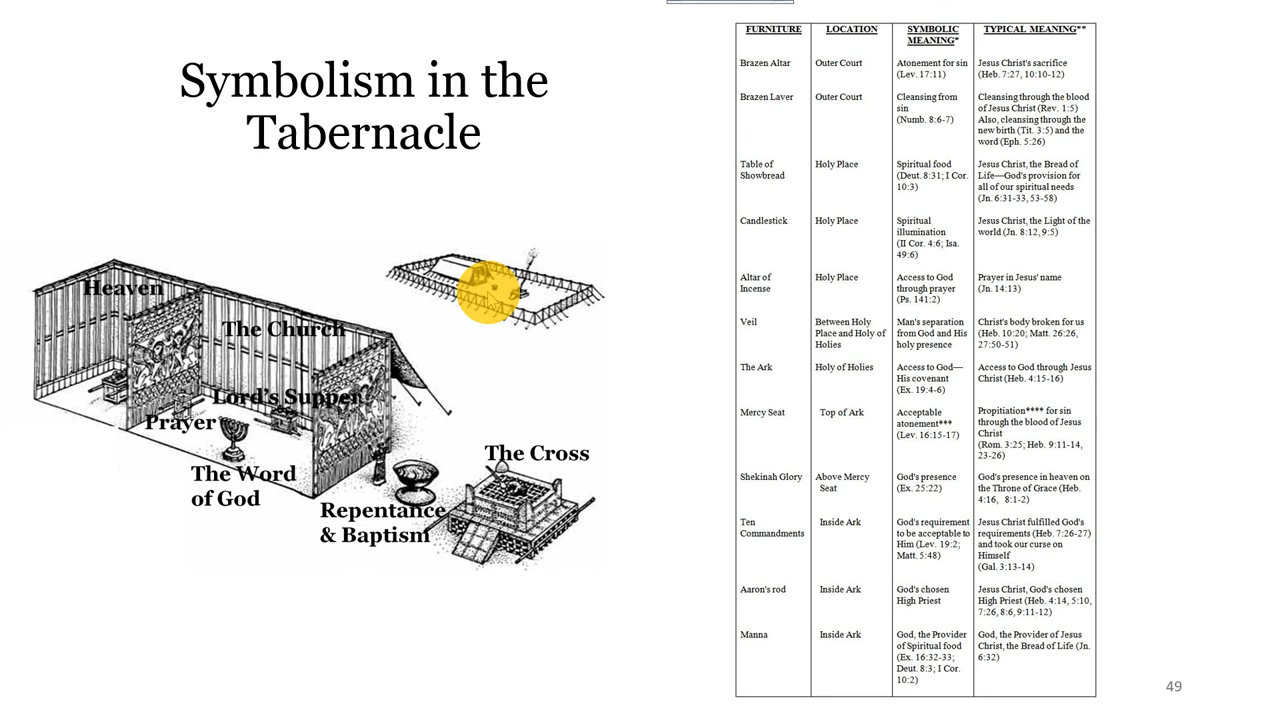 Symbolism in the
Tabernacle
Heaven
The Church
Lord's Supper
Prayer
The Word
of God
The Cross
Repentance
& Baptism
FURNITURE LOCATION SYMBOLIC MEANING* TYPICAL MEANING**
Brazen Altar Outer Court Atonement for sin Jesus Christ's sacrifice
(Lev. 17:11) (Heb. 7:27, 10:10-12)
Brazen Laver Outer Court Cleansing from Cleansing through the blood
sin of Jesus Christ (Rev. 1:5)
(Numb. 8:6-7) Also, cleansing through the
new birth (Tit. 3:5) and the
word (Eph. 5:26)
Table of Holy Place Spiritual food Jesus Christ, the Bread of
Showbread (Deut. 8:31; I Cor. Life—God's provision for
10:3) all of our spiritual needs
(Jn. 6:31-33, 53-58)
Candlestick Holy Place Spiritual Jesus Christ, the Light of the
illumination world (Jn. 8:12, 9:5)
(II Cor. 4:6; Isa.
49:6)
Altar of Holy Place Access to God Prayer in Jesus' name
Incense through prayer (Jn. 14:13)
(Ps. 141:2)
Veil Between Holy Man's separation Christ's body broken for us
Place and Holy of from God and His (Heb. 10:20; Matt. 26:26,
Holies holy presence 27:50-51)
The Ark Holy of Holies Access to God— Access to God through Jesus
His covenant Christ (Heb. 4:15-16)
(Ex. 19:4-6)
Mercy Seat Top of Ark Acceptable Propitiation**** for sin
atonement*** through the blood of Jesus
(Lev. 16:15-17) Christ
(Rom. 3:25; Heb. 9:11-14,
23-26)
Shekinah Glory Above Mercy God's presence God's presence in heaven on
Seat (Ex. 25:22) the Throne of Grace (Heb.
4:16, 8:1-2)
Ten Inside Ark God's requirement Jesus Christ fulfilled God's
Commandments to be acceptable to requirements (Heb. 7:26-27)
Him (Lev. 19:2; and took our curse on
Matt. 5:48) Himself
(Gal. 3:13-14)
Aaron's rod Inside Ark God's chosen Jesus Christ, God's chosen
High Priest High Priest (Heb. 4:14, 5:10,
7:26, 8:6, 9:11-12)
Manna Inside Ark God, the Provider God, the Provider of Jesus
of Spiritual food Christ, the Bread of Life (Jn.
(Ex. 16:32-33; 6:32)
Deut. 8:3; I Cor.
10:2)
49